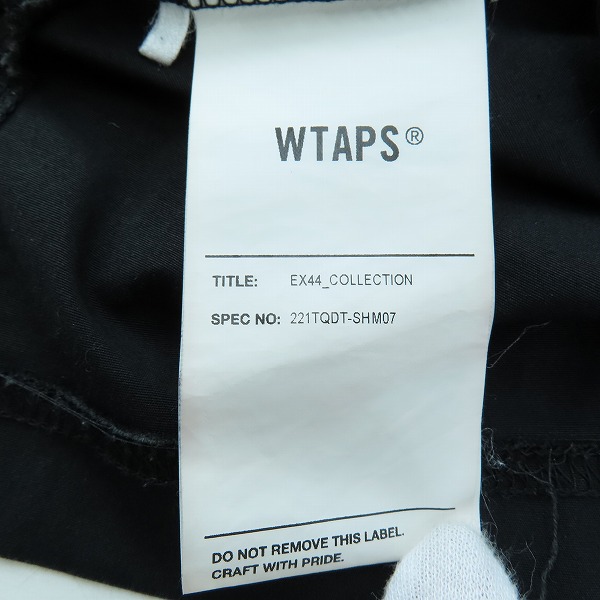 WTAPS®
TITLE: EX44_COLLECTION
SPEC NO: 221TQDT-SHM07
DO NOT REMOVE THIS LABEL.
CRAFT WITH PRIDE.